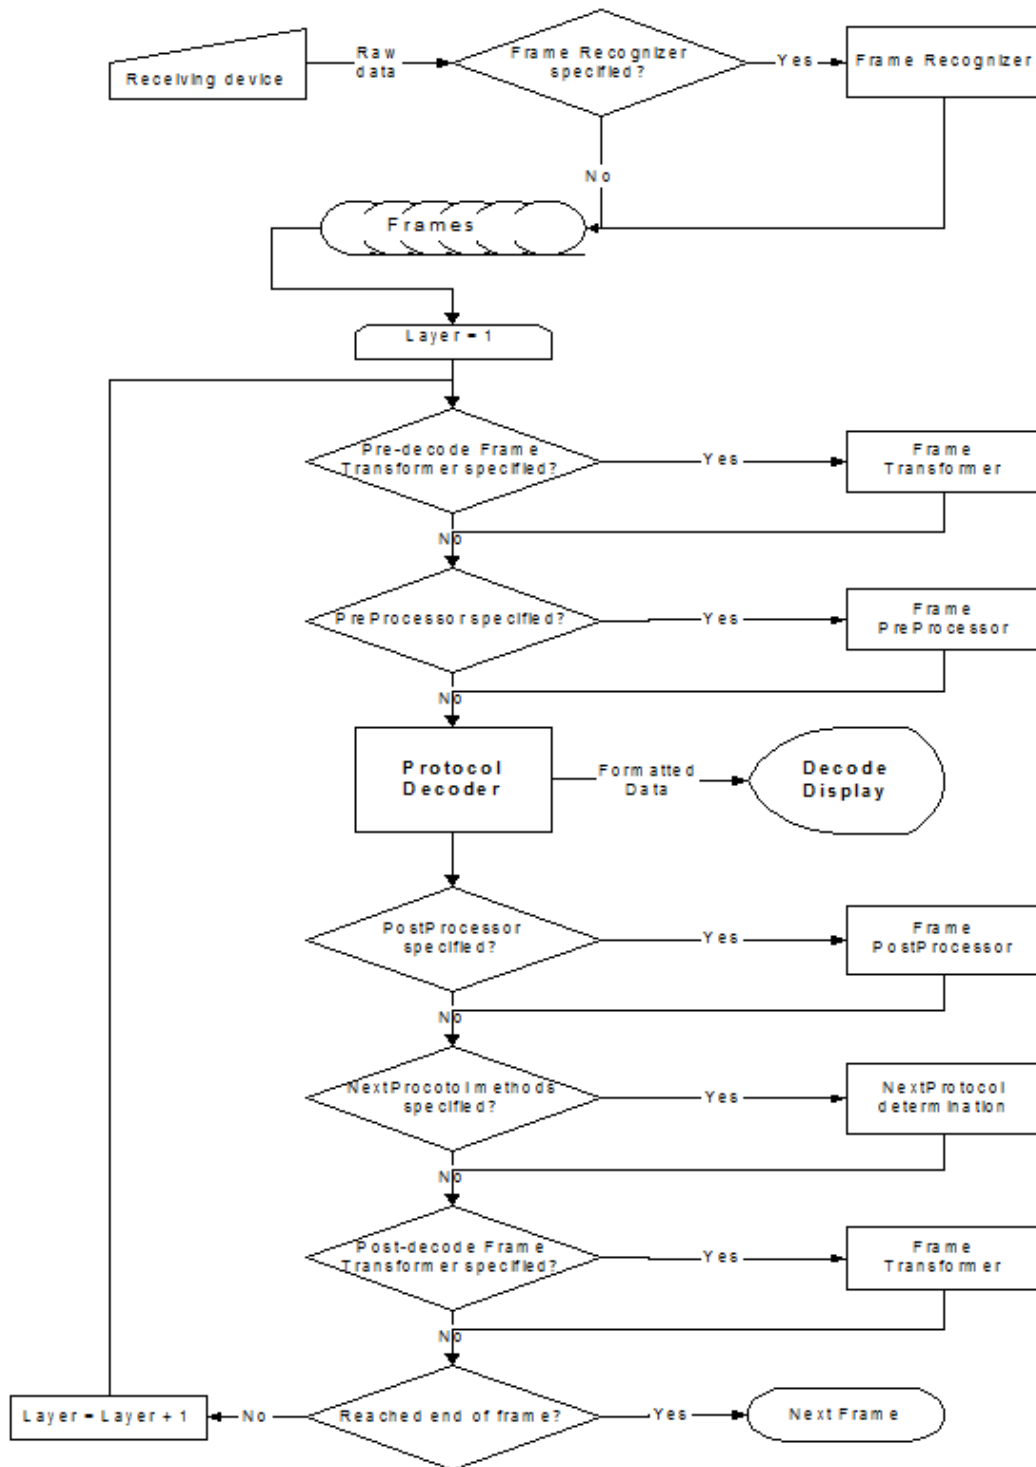 Receiving device
Raw
data
Frame Recognizer
specified?
Yes
Frame Recognizer
No
Frames
Layer = 1
Pre-decode Frame
Transformer specified?
Yes
Frame
Transformer
No
PreProcessor specified?
Yes
Frame
PreProcessor
No
Protocol
Decoder
Formatted
Data
Decode
Display
PostProcessor
specified?
Yes
Frame
PostProcessor
No
NextProcotol methods
specified?
Yes
NextProtocol
determination
No
Post-decode Frame
Transformer specified?
Yes
Frame
Transformer
No
Layer = Layer + 1
No
Reached end of frame?
Yes
Next Frame